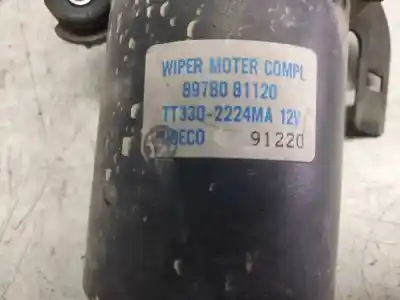 WIPER MOTER COMPL
89780 81120
TT330-2224MA 12V
91220